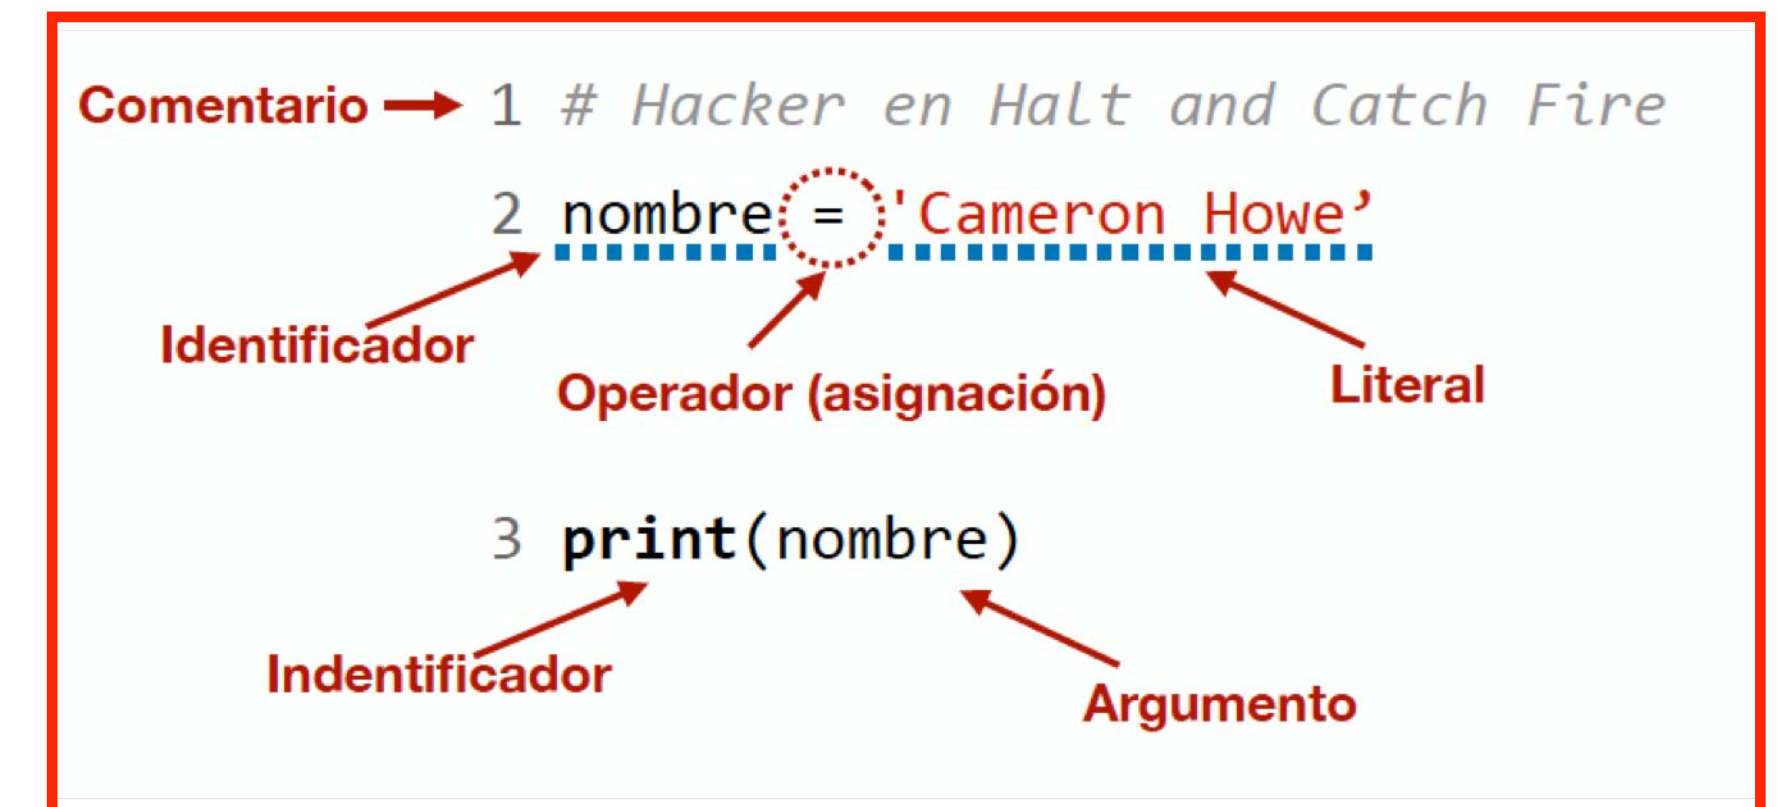 Comentario 1 # Hacker en Halt and Catch Fire
2 nombre = 'Cameron Howe’
Identificador
Operador (asignación)
Literal
3 print(nombre)
Indentificador
Argumento